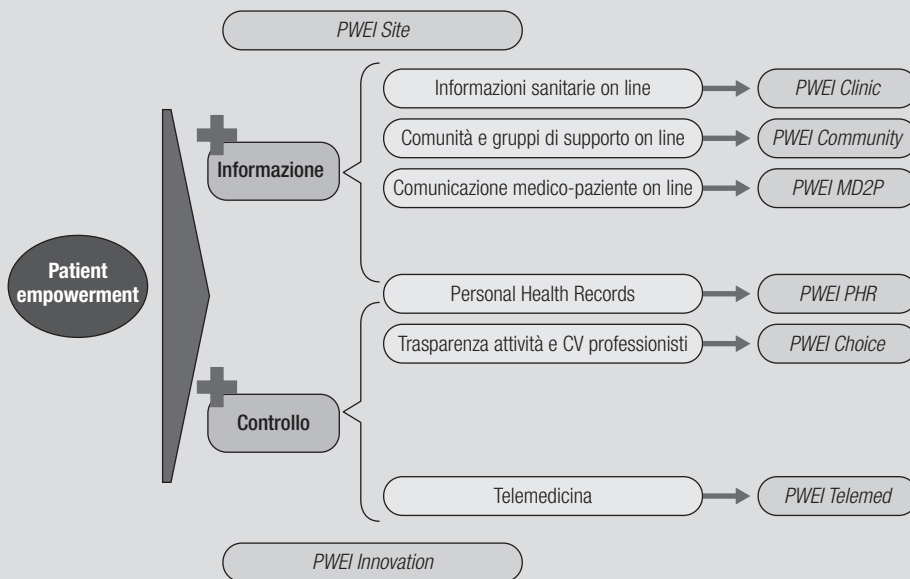 PWEI Site
Informazioni sanitarie on line
PWEI Clinic
Comunità e gruppi di supporto on line
PWEI Community
Informazione
Comunicazione medico-paziente on line
PWEI MD2P
Patient
empowerment
Personal Health Records
PWEI PHR
Trasparenza attività e CV professionisti
PWEI Choice
Controllo
Telemedicina
PWEI Telemed
PWEI Innovation